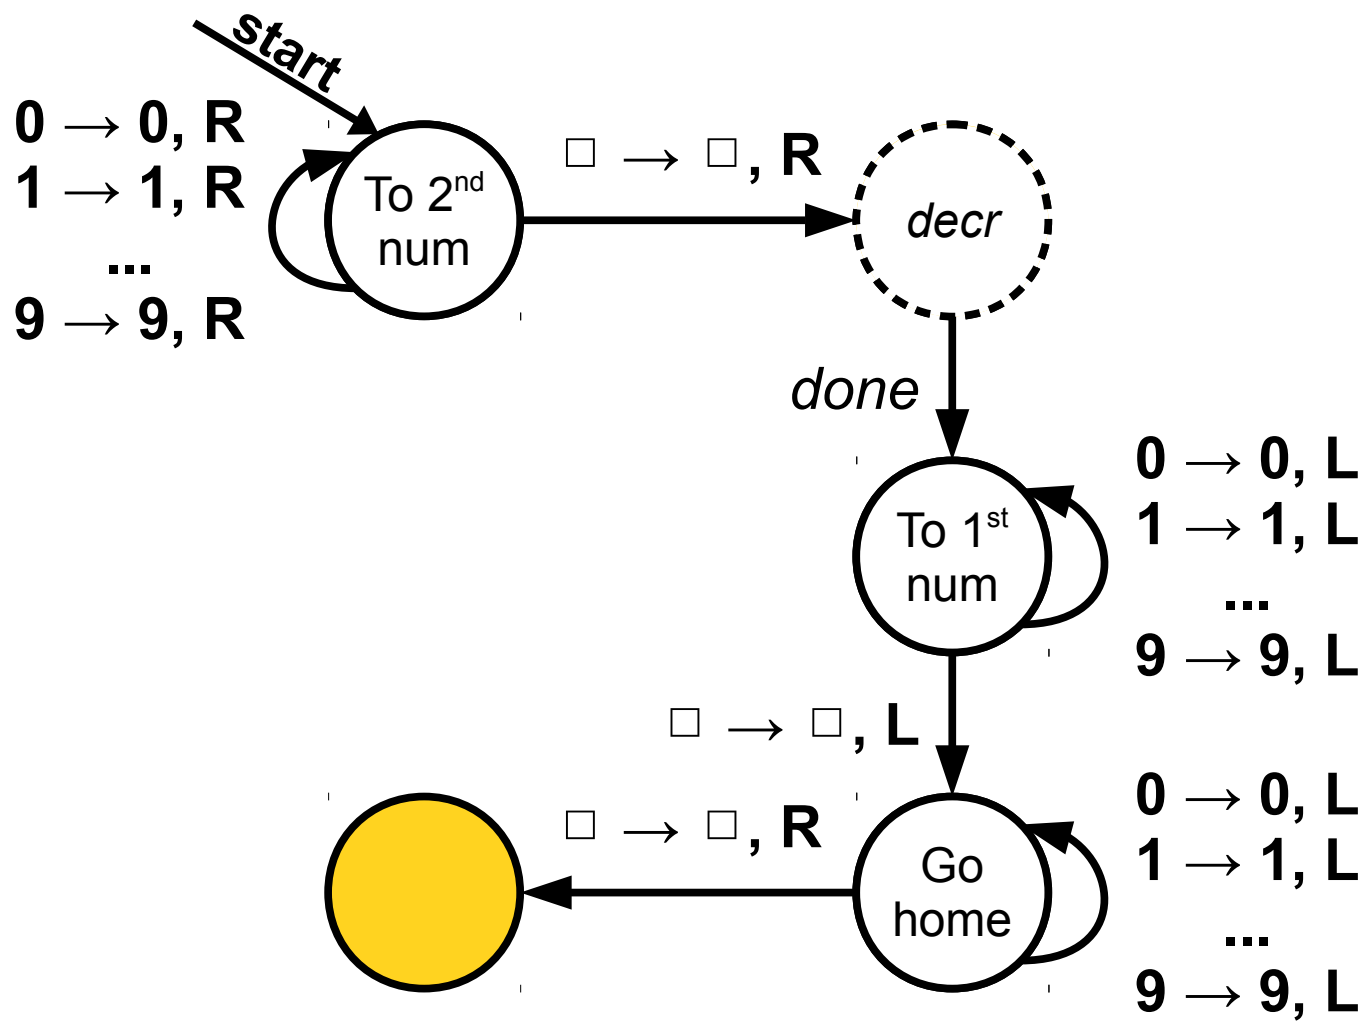 start
0 → 0, R
1 → 1, R
...
9 → 9, R
To 2nd
num
□ → □, R
decr
done
To 1st
num
0 → 0, L
1 → 1, L
...
9 → 9, L
□ → □, L
□ → □, R
Go
home
0 → 0, L
1 → 1, L
...
9 → 9, L